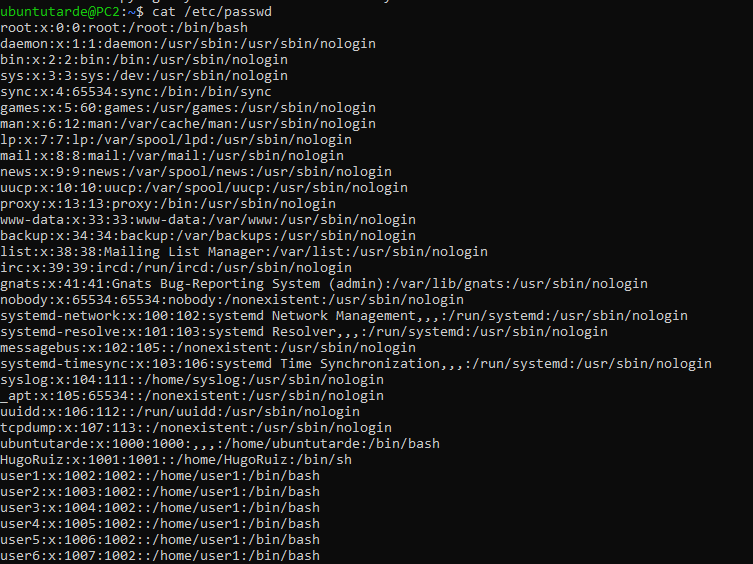 ubuntutarde@PC2:~$ cat /etc/passwd
root:x:0:0:root:/root:/bin/bash
daemon:x:1:1:daemon:/usr/sbin:/usr/sbin/nologin
bin:x:2:2:bin:/bin:/usr/sbin/nologin
sys:x:3:3:sys:/dev:/usr/sbin/nologin
sync:x:4:65534:sync:/bin:/bin/sync
games:x:5:60:games:/usr/games:/usr/sbin/nologin
man:x:6:12:man:/var/cache/man:/usr/sbin/nologin
lp:x:7:7:lp:/var/spool/lpd:/usr/sbin/nologin
mail:x:8:8:mail:/var/mail:/usr/sbin/nologin
news:x:9:9:news:/var/spool/news:/usr/sbin/nologin
uucp:x:10:10:uucp:/var/spool/uucp:/usr/sbin/nologin
proxy:x:13:13:proxy:/bin:/usr/sbin/nologin
www-data:x:33:33:www-data:/var/www:/usr/sbin/nologin
backup:x:34:34:backup:/var/backups:/usr/sbin/nologin
list:x:38:38:Mailing List Manager:/var/list:/usr/sbin/nologin
irc:x:39:39:ircd:/run/ircd:/usr/sbin/nologin
gnats:x:41:41:Gnats Bug-Reporting System (admin):/var/lib/gnats:/usr/sbin/nologin
nobody:x:65534:65534:nobody:/nonexistent:/usr/sbin/nologin
systemd-network:x:100:102:systemd Network Management,,,:/run/systemd:/usr/sbin/nologin
systemd-resolve:x:101:103:systemd Resolver,,,:/run/systemd:/usr/sbin/nologin
messagebus:x:102:105::/nonexistent:/usr/sbin/nologin
systemd-timesync:x:103:106:systemd Time Synchronization,,,:/run/systemd:/usr/sbin/nologin
syslog:x:104:111::/home/syslog:/usr/sbin/nologin
_apt:x:105:65534::/nonexistent:/usr/sbin/nologin
uuidd:x:106:112::/run/uuidd:/usr/sbin/nologin
tcpdump:x:107:113::/nonexistent:/usr/sbin/nologin
ubuntutarde:x:1000:1000:,,,:/home/ubuntutarde:/bin/bash
HugoRuiz:x:1001:1001::/home/HugoRuiz:/bin/sh
user1:x:1002:1002::/home/user1:/bin/bash
user2:x:1003:1002::/home/user1:/bin/bash
user3:x:1004:1002::/home/user1:/bin/bash
user4:x:1005:1002::/home/user1:/bin/bash
user5:x:1006:1002::/home/user1:/bin/bash
user6:x:1007:1002::/home/user1:/bin/bash